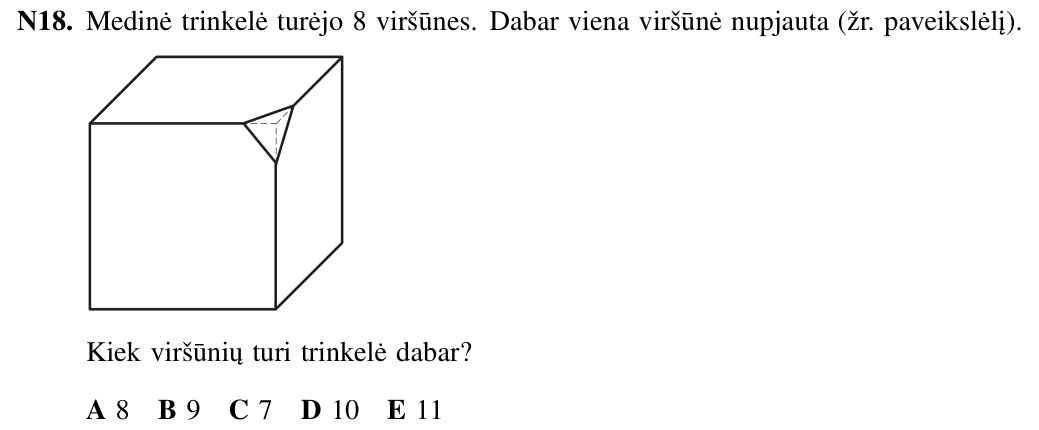 N18. Medinė trinkelė turėjo 8 viršūnes. Dabar viena viršūnė nupjauta (žr. paveikslėlį).
Kiek viršūnių turi trinkelė dabar?
A 8 B 9 C 7 D 10 E 11